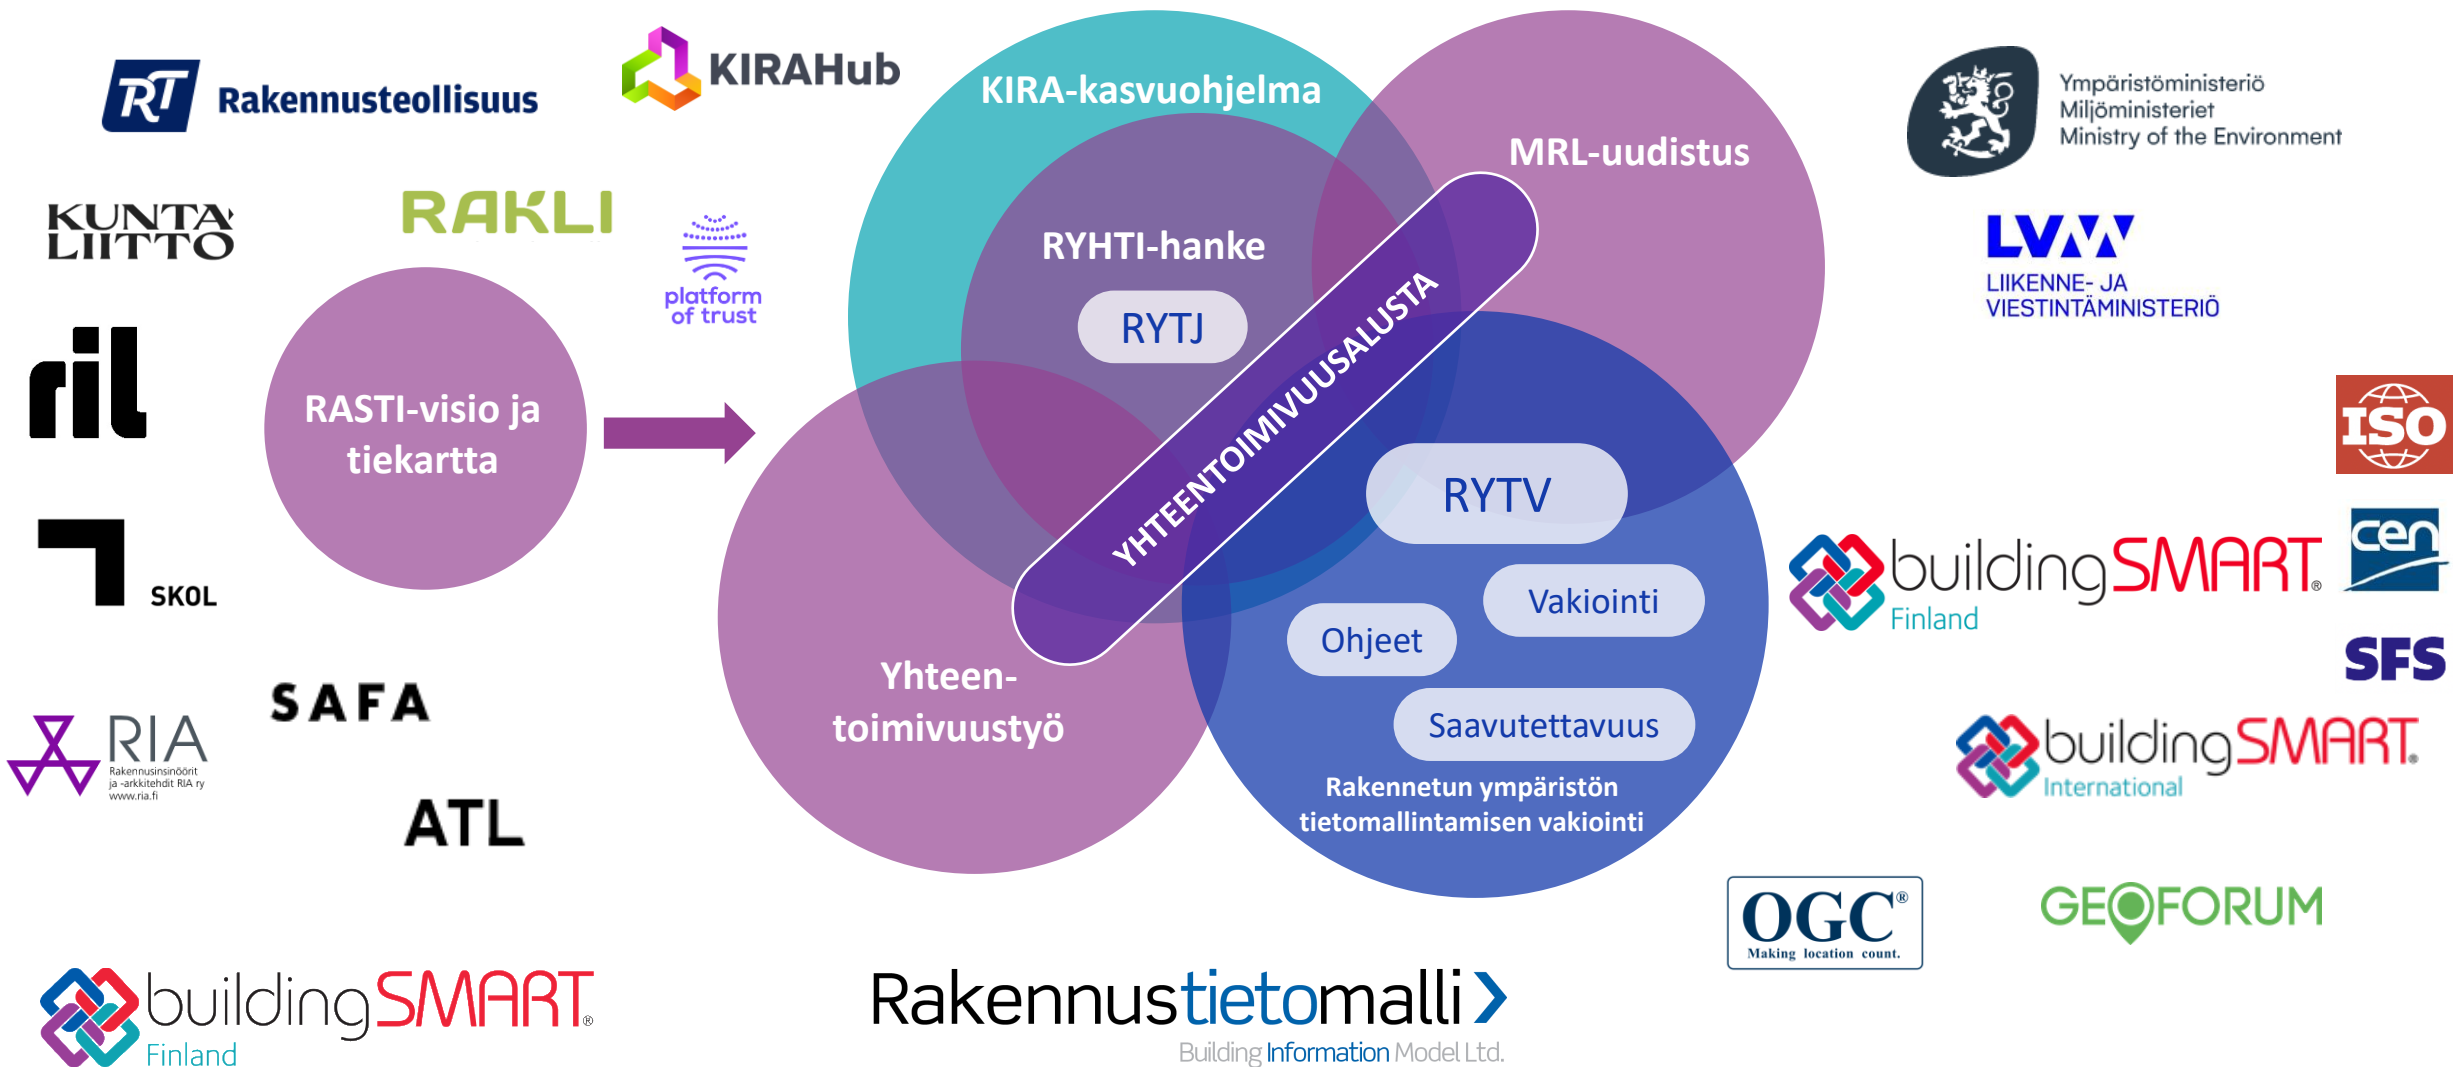 RT Rakennusteollisuus
KIRAHub
KUNTA
LIITTO
RAKLI
platform
of trust
ril
SKOL
RASTI-visio ja
tiekartta
SAFA
RIA
Rakennusinsinöörit
ja -arkkitehdit RIA ry
www.ria.fi
ATL
buildingSMART®
Finland
KIRA-kasvuohjelma
MRL-uudistus
RYHTI-hanke
RYTJ
YHTEENTOIMIVUUSALUSTA
RYTV
Vakiointi
Ohjeet
Saavutettavuus
Rakennetun ympäristön
tietomallintamisen vakiointi
Yhteen-
toimivuustyö
Rakennustietomalli
Building Information Model Ltd.
Ympäristöministeriö
Miljöministeriet
Ministry of the Environment
LVM
LIIKENNE- JA
VIESTINTÄMINISTERIÖ
ISO
buildingSMART®
Finland
cen
SFS
buildingSMART®
International
OGC®
Making location count.
GEOFORUM